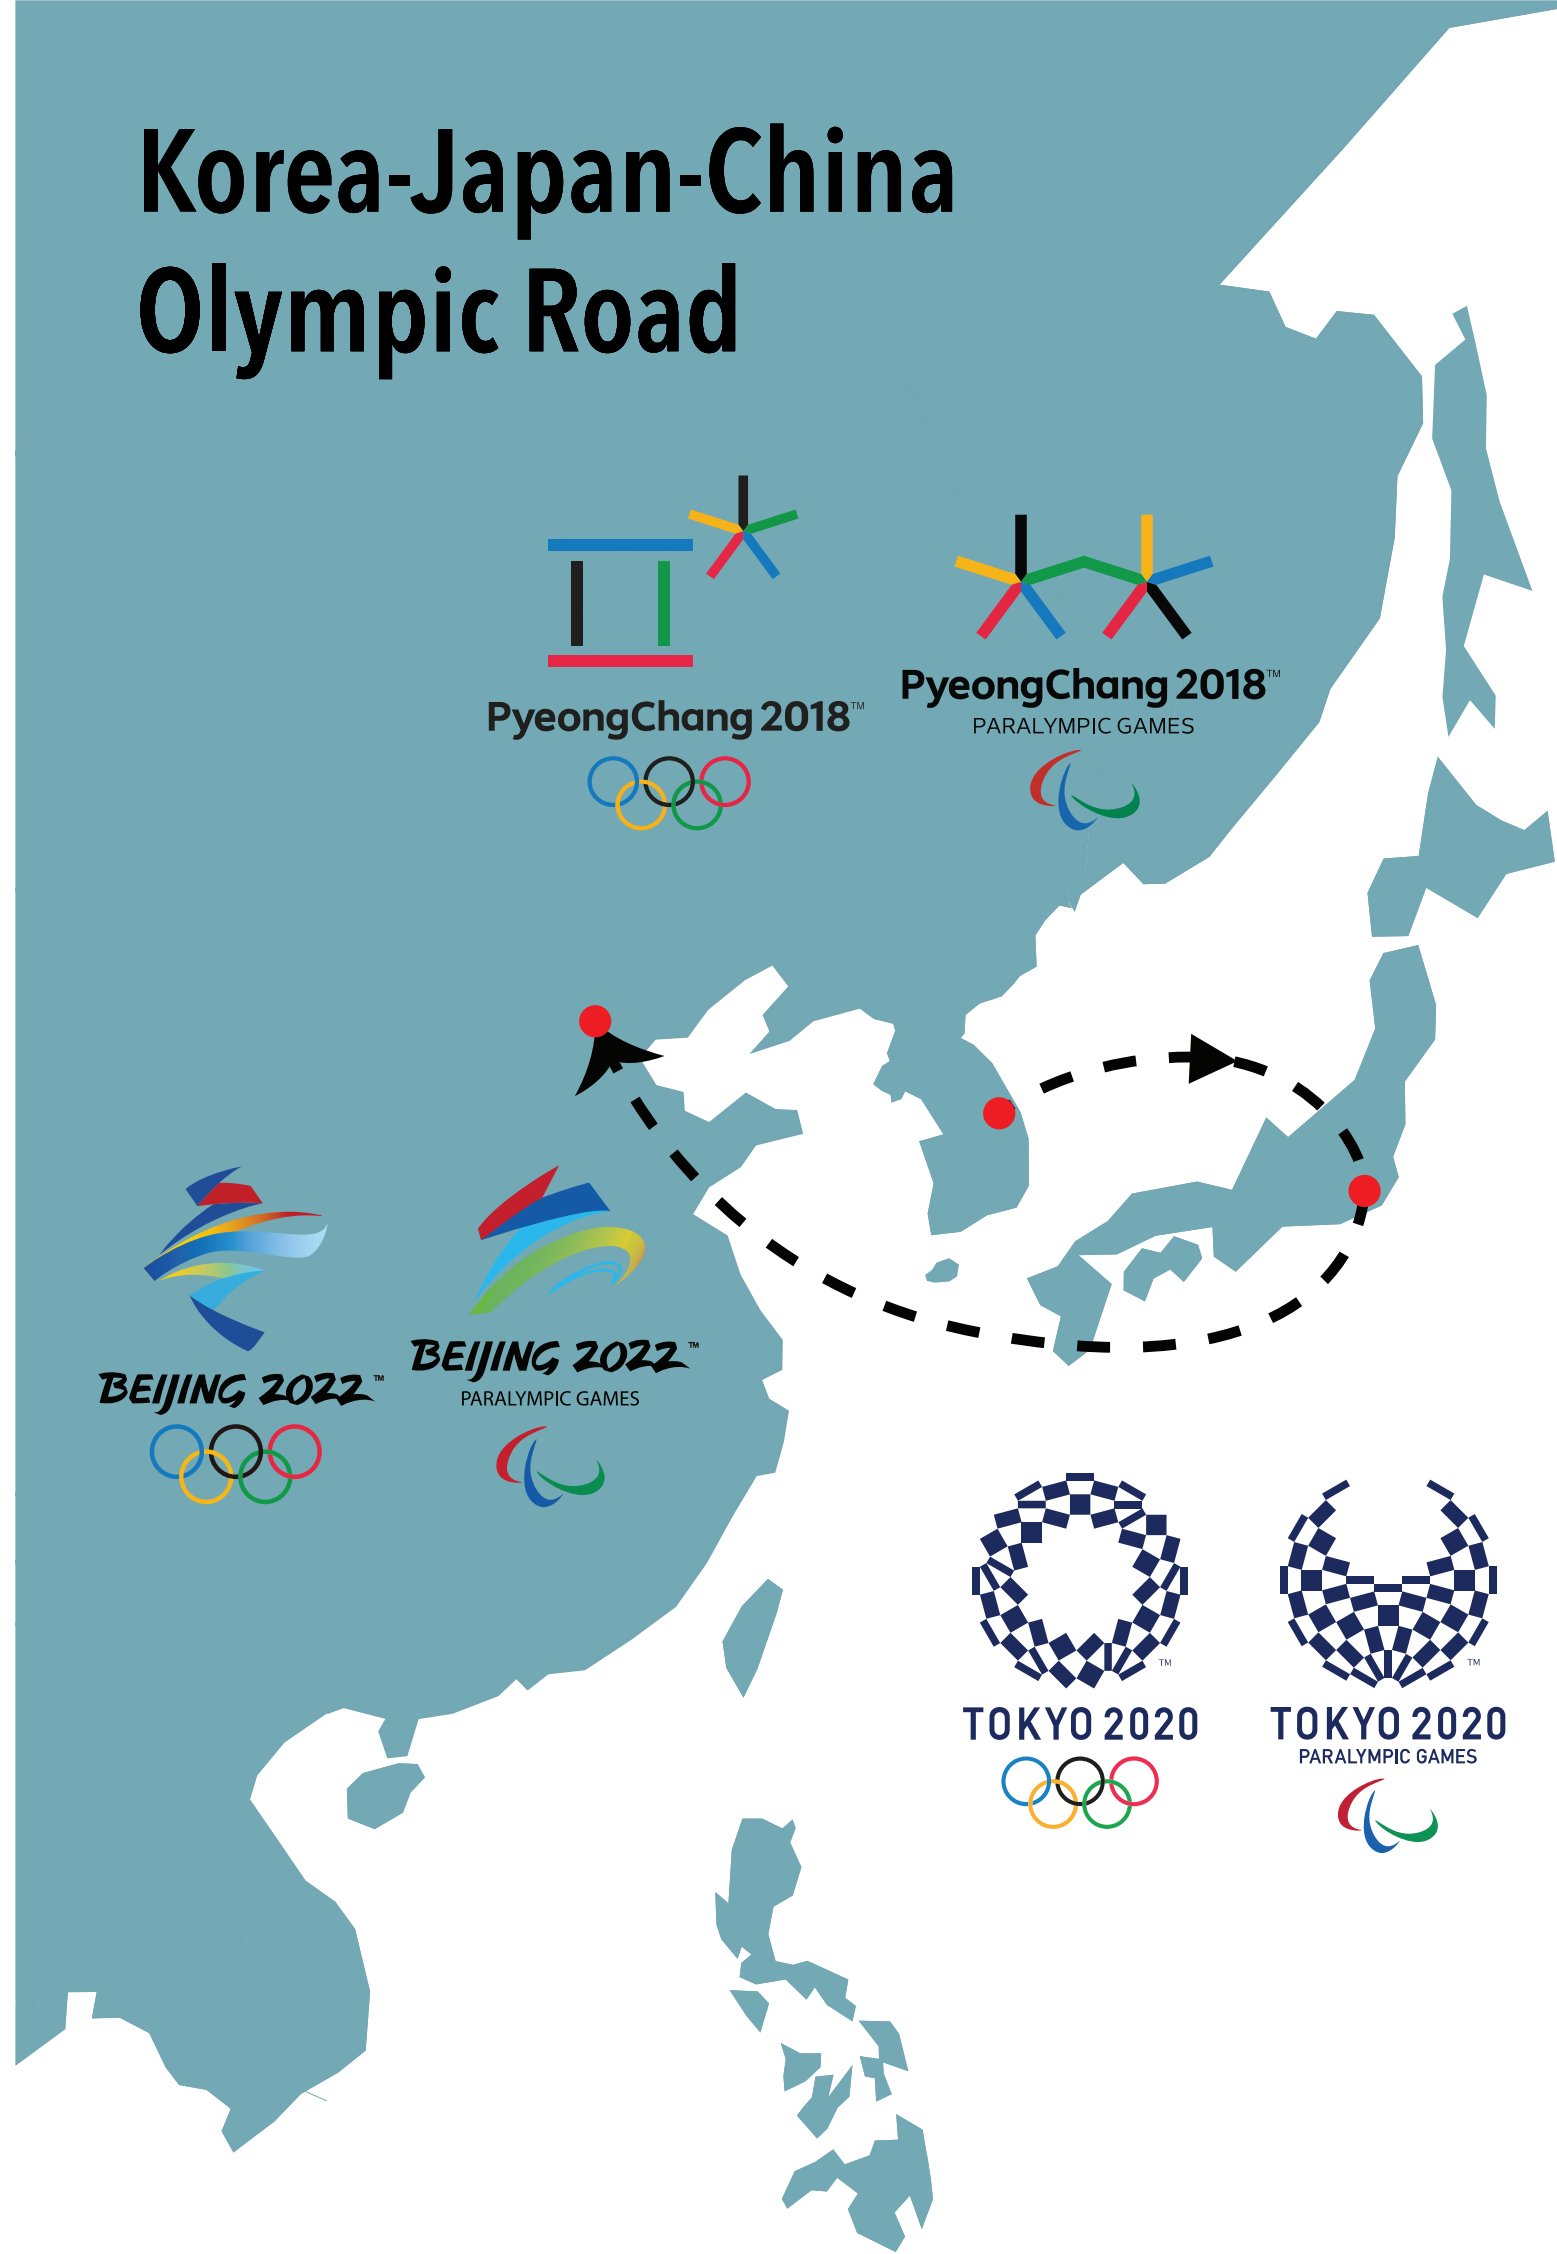 Korea-Japan-China
Olympic Road
PyeongChang 2018™
PyeongChang 2018™
PARALYMPIC GAMES
BEIJING 2022™
PARALYMPIC GAMES
BEIJING 2022™
TM
TOKYO 2020
TM
TOKYO 2020
PARALYMPIC GAMES